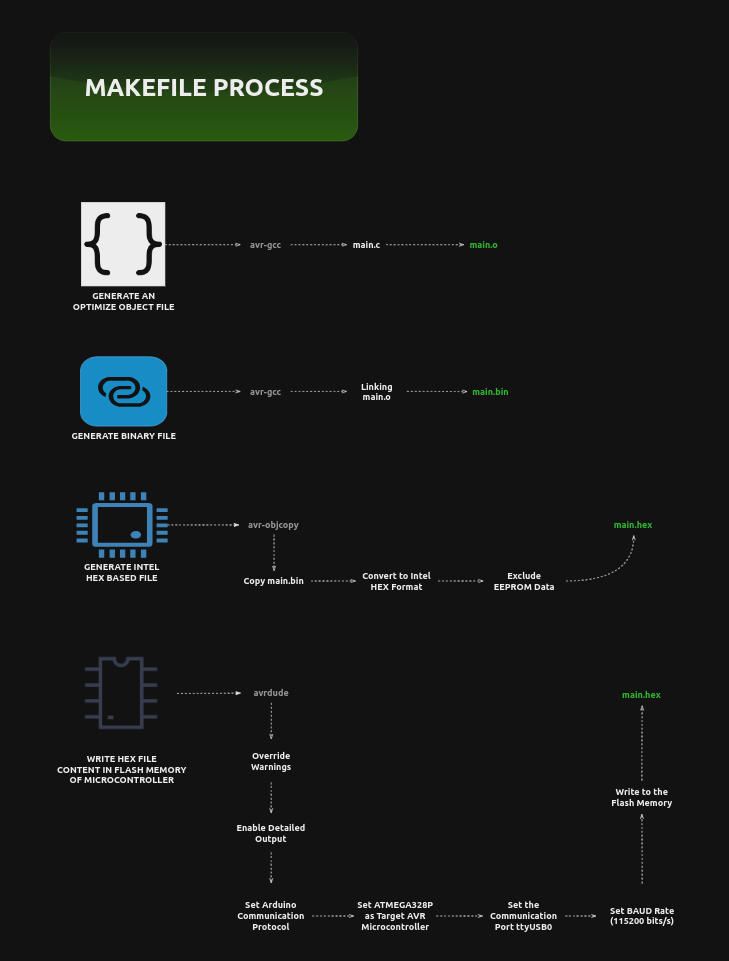 MAKEFILE PROCESS
{ }
avr-gcc
main.c
main.o
GENERATE AN
OPTIMIZE OBJECT FILE
avr-gcc
Linking
main.o
main.bin
GENERATE BINARY FILE
avr-objcopy
main.hex
GENERATE INTEL
HEX BASED FILE
Copy main.bin
Convert to Intel
HEX Format
Exclude
EEPROM Data
avrdude
main.hex
WRITE HEX FILE
CONTENT IN FLASH MEMORY
OF MICROCONTROLLER
Override
Warnings
Enable Detailed
Output
Set Arduino
Communication
Protocol
Set ATMEGA328P
as Target AVR
Microcontroller
Set the
Communication
Port ttyUSB0
Set BAUD Rate
(115200 bits/s)
Write to the
Flash Memory